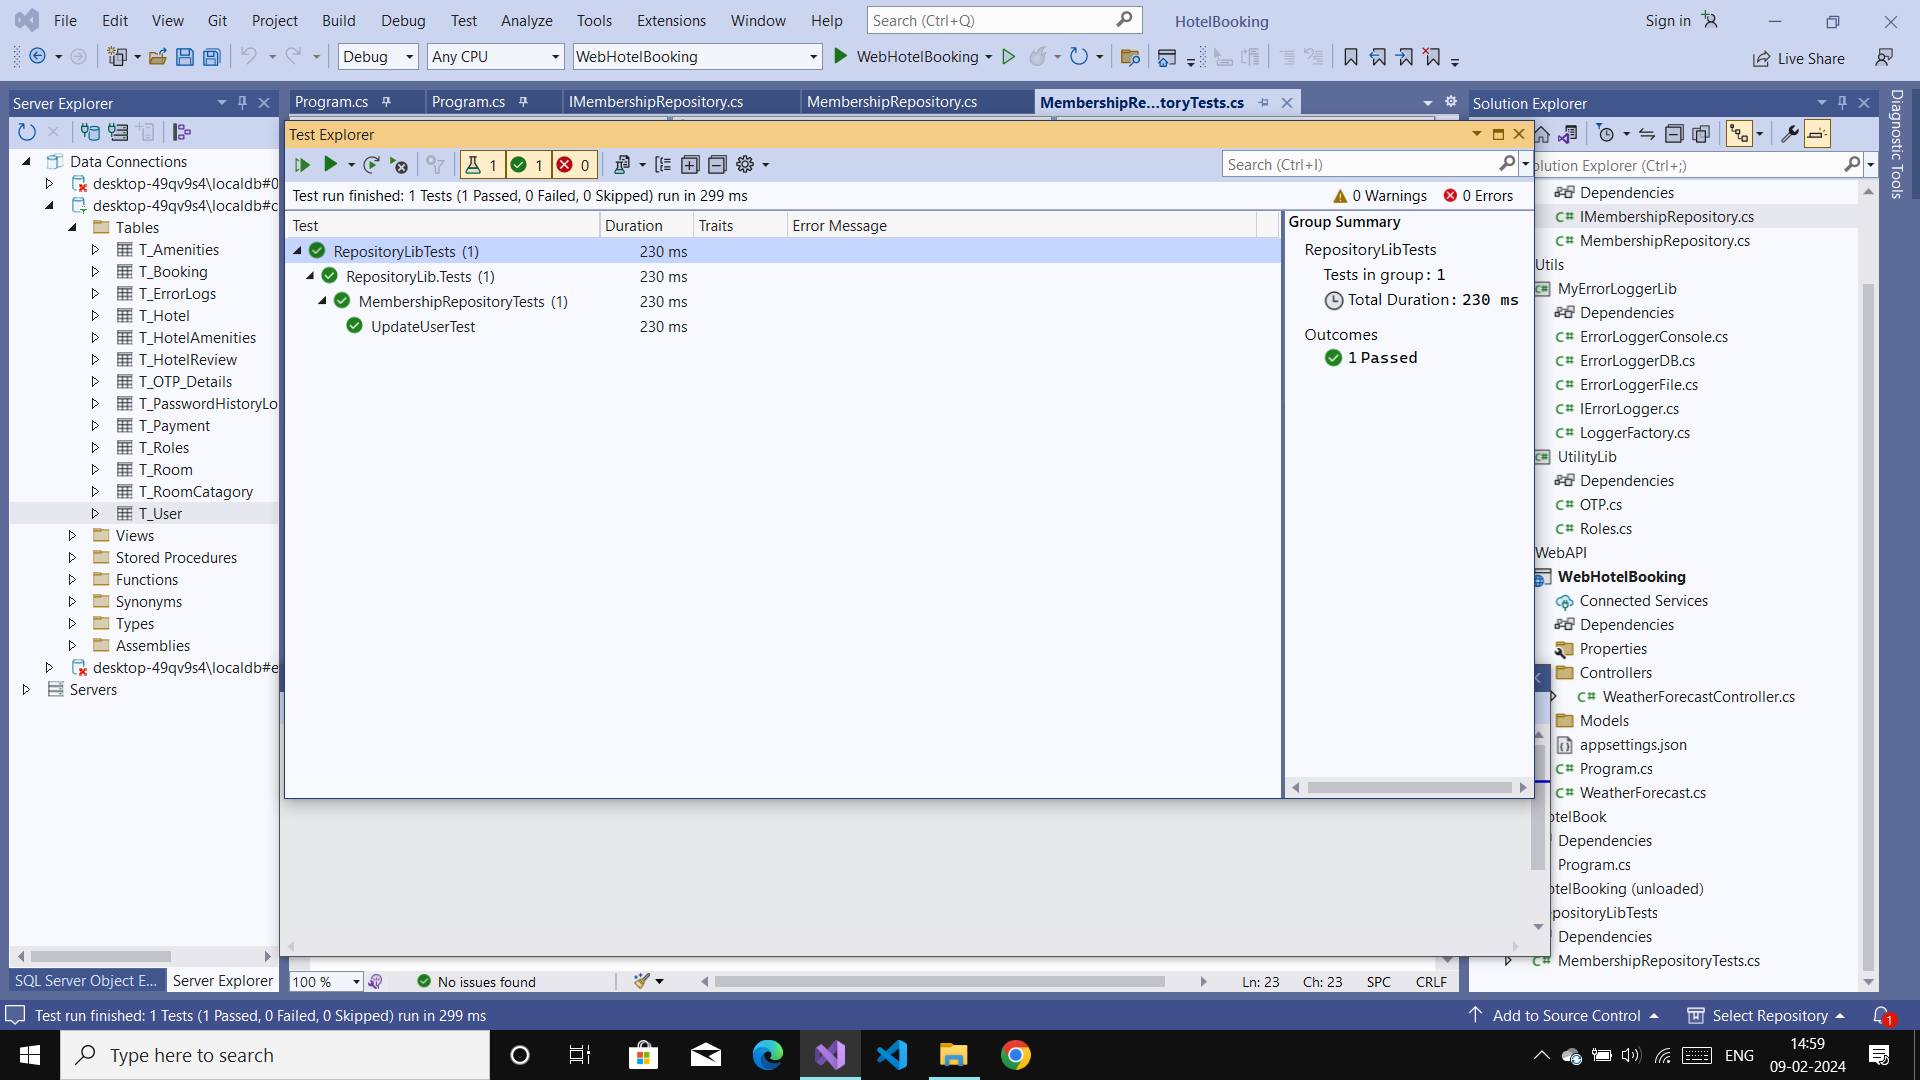 File Edit View Git Project Build Debug Test Analyze Tools Extensions Window Help Search (Ctrl+Q) HotelBooking Sign in
Debug Any CPU WebHotelBooking WebHotelBooking Live Share
Server Explorer
Data Connections
desktop-49qv9s4\localdb#0
desktop-49qv9s4\localdb#c
Tables
T_Amenities
T_Booking
T_ErrorLogs
T_Hotel
T_HotelAmenities
T_HotelReview
T_OTP_Details
T_PasswordHistoryLo
T_Payment
T_Roles
T_Room
T_RoomCatagory
T_User
Views
Stored Procedures
Functions
Synonyms
Types
Assemblies
desktop-49qv9s4\localdb#e
Servers
SQL Server Object E... Server Explorer
Program.cs Program.cs IMembershipRepository.cs MembershipRepository.cs MembershipRe...toryTests.cs
Test Explorer
1 1 0 Search (Ctrl+I)
Test run finished: 1 Tests (1 Passed, 0 Failed, 0 Skipped) run in 299 ms 0 Warnings 0 Errors
Test Duration Traits Error Message
RepositoryLibTests (1) 230 ms
RepositoryLib.Tests (1) 230 ms
MembershipRepositoryTests (1) 230 ms
UpdateUserTest 230 ms
Group Summary
RepositoryLibTests
Tests in group: 1
Total Duration: 230 ms
Outcomes
1 Passed
100 % No issues found Ln: 23 Ch: 23 SPC CRLF
Solution Explorer
olution Explorer (Ctrl+;)
Dependencies
IMembershipRepository.cs
MembershipRepository.cs
Utils
MyErrorLoggerLib
Dependencies
ErrorLoggerConsole.cs
ErrorLoggerDB.cs
ErrorLoggerFile.cs
IErrorLogger.cs
LoggerFactory.cs
UtilityLib
Dependencies
OTP.cs
Roles.cs
WebAPI
WebHotelBooking
Connected Services
Dependencies
Properties
Controllers
WeatherForecastController.cs
Models
appsettings.json
Program.cs
WeatherForecast.cs
otelBook
Dependencies
Program.cs
otelBooking (unloaded)
epositoryLibTests
Dependencies
MembershipRepositoryTests.cs
Diagnostic Tools
Test run finished: 1 Tests (1 Passed, 0 Failed, 0 Skipped) run in 299 ms Add to Source Control Select Repository 1
Type here to search ENG 14:59
09-02-2024